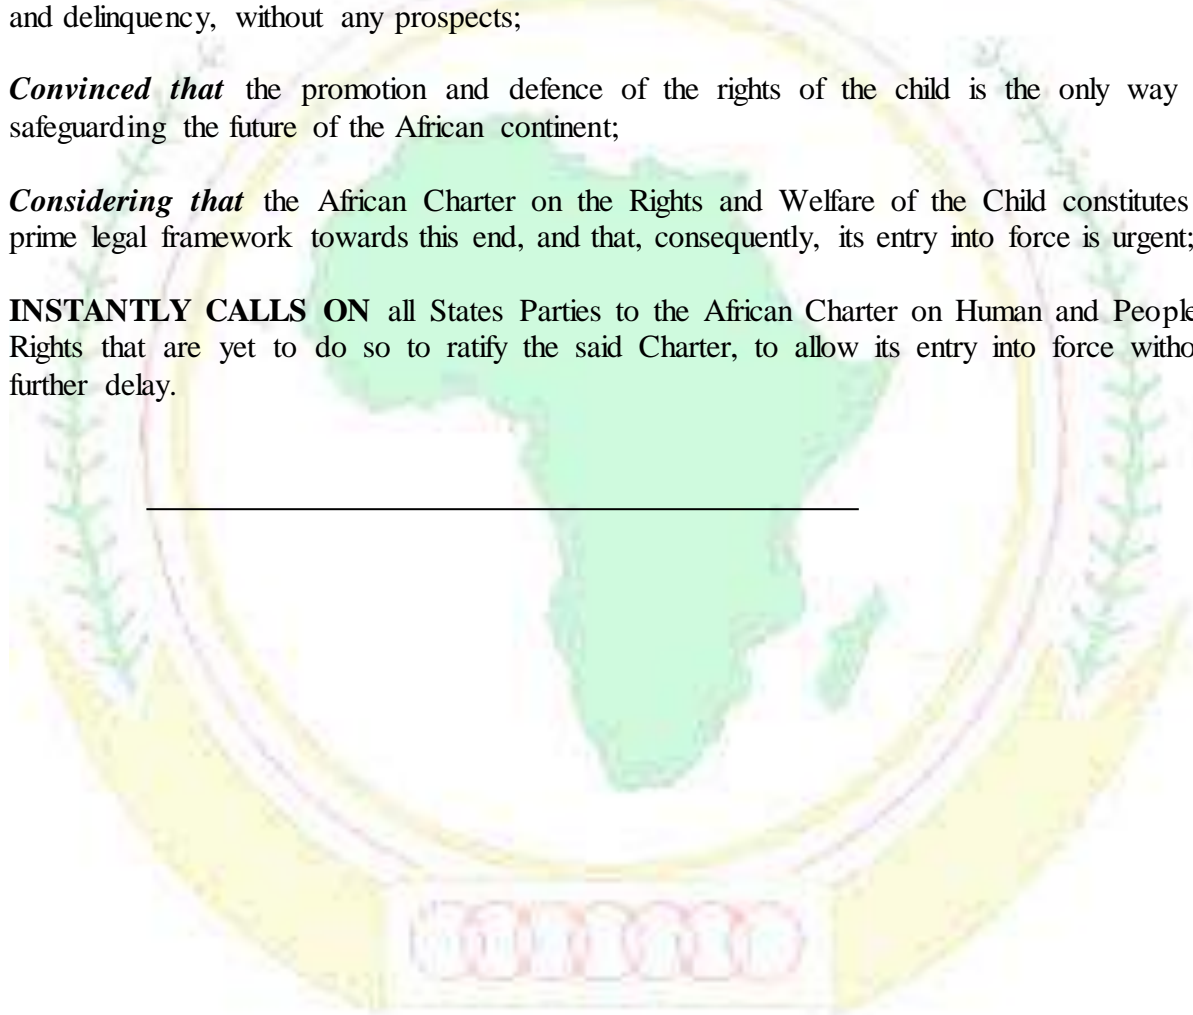 and delinquency, without any prospects;
Convinced that the promotion and defence of the rights of the child is the only way
safeguarding the future of the African continent;
Considering that the African Charter on the Rights and Welfare of the Child constitutes
prime legal framework towards this end, and that, consequently, its entry into force is urgent;
INSTANTLY CALLS ON all States Parties to the African Charter on Human and People
Rights that are yet to do so to ratify the said Charter, to allow its entry into force witho
further delay.